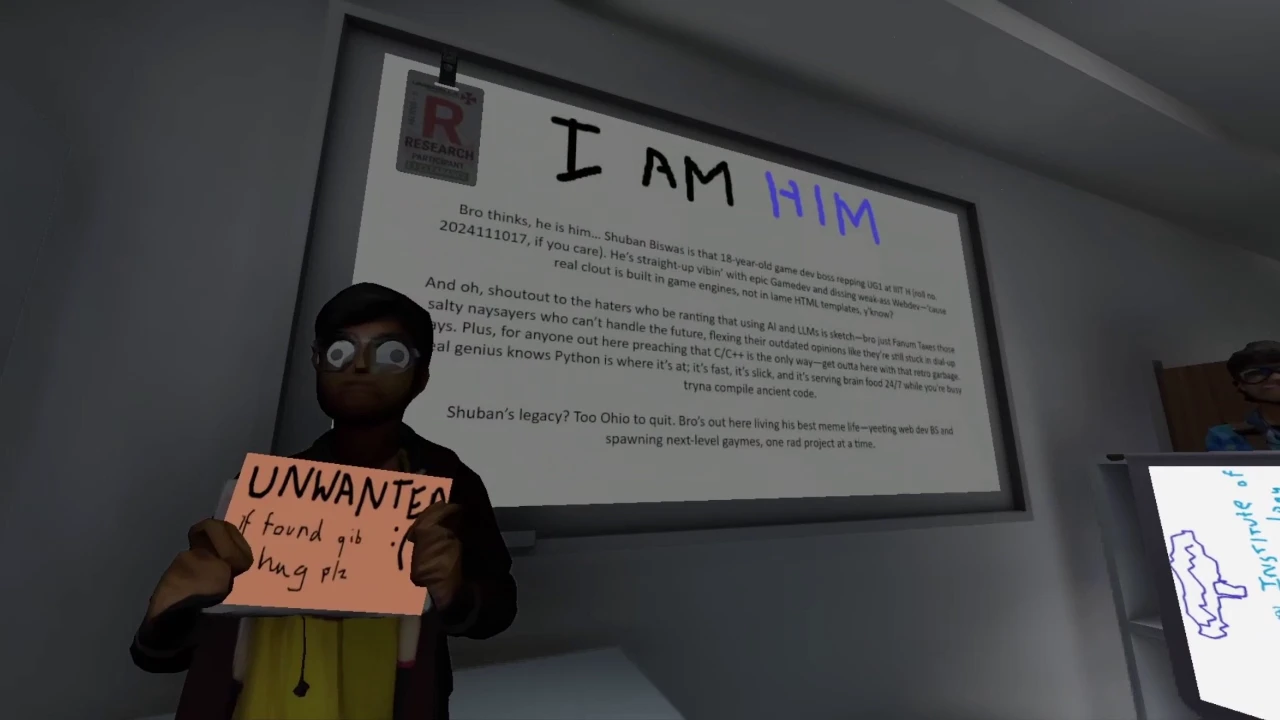 R
RESEARCH
PARTICIPANT
I AM HIM
Bro thinks, he is him... Shuban Biswas is that 18-year-old game dev boss repping UG1 at IIIT H (roll no.
2024111017, if you care). He's straight-up vibin' with epic Gamedev and dissing weak-ass Webdev—'cause
real clout is built in game engines, not in lame HTML templates, y'know?
And oh, shoutout to the haters who be ranting that using AI and LLMs is sketch—bro just Fanum Taxes those
salty naysayers who can't handle the future, flexing their outdated opinions like they're still stuck in dial-up
ays. Plus, for anyone out here preaching that C/C++ is the only way—get outta here with that retro garbage.
eal genius knows Python is where it's at; it's fast, it's slick, and it's serving brain food 24/7 while you're busy
tryna compile ancient code.
Shuban's legacy? Too Ohio to quit. Bro's out here living his best meme life—yeeting web dev BS and
spawning next-level gaymes, one rad project at a time.
UNWANTED
if found gib :(
hug plz
Institute of